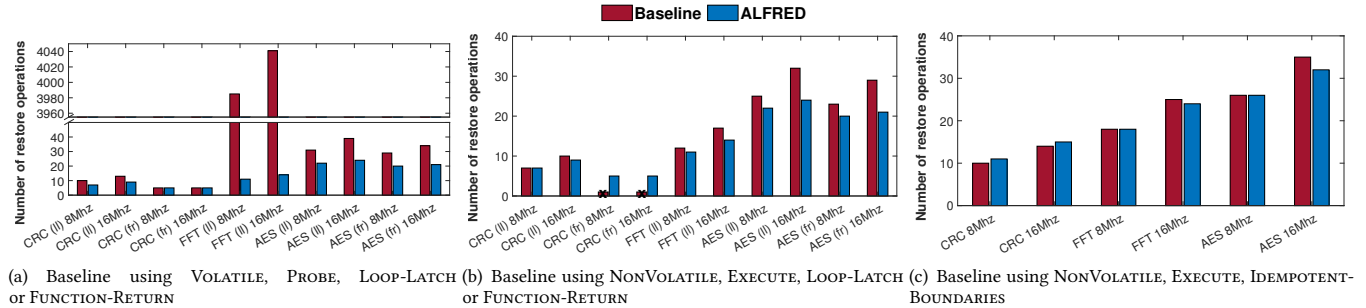 Baseline ALFRED
Number of restore operations
4040
4020
4000
3980
3960
40
30
20
10
0
CRC (ll) 8Mhz
CRC (ll) 16Mhz
CRC (fr) 8Mhz
CRC (fr) 16Mhz
FFT (ll) 8Mhz
FFT (ll) 16Mhz
AES (ll) 8Mhz
AES (ll) 16Mhz
AES (fr) 8Mhz
AES (fr) 16Mhz
(a) Baseline using VOLATILE, PROBE, LOOP-LATCH
or FUNCTION-RETURN
Number of restore operations
40
30
20
10
0
CRC (ll) 8Mhz
CRC (ll) 16Mhz
CRC (fr) 8Mhz
CRC (fr) 16Mhz
FFT (ll) 8Mhz
FFT (ll) 16Mhz
AES (ll) 8Mhz
AES (ll) 16Mhz
AES (fr) 8Mhz
AES (fr) 16Mhz
(b) Baseline using NONVOLATILE, EXECUTE, LOOP-LATCH
or FUNCTION-RETURN
Number of restore operations
40
30
20
10
0
CRC 8Mhz
CRC 16Mhz
FFT 8Mhz
FFT 16Mhz
AES 8Mhz
AES 16Mhz
(c) Baseline using NONVOLATILE, EXECUTE, IDEMPOTENT-
BOUNDARIES